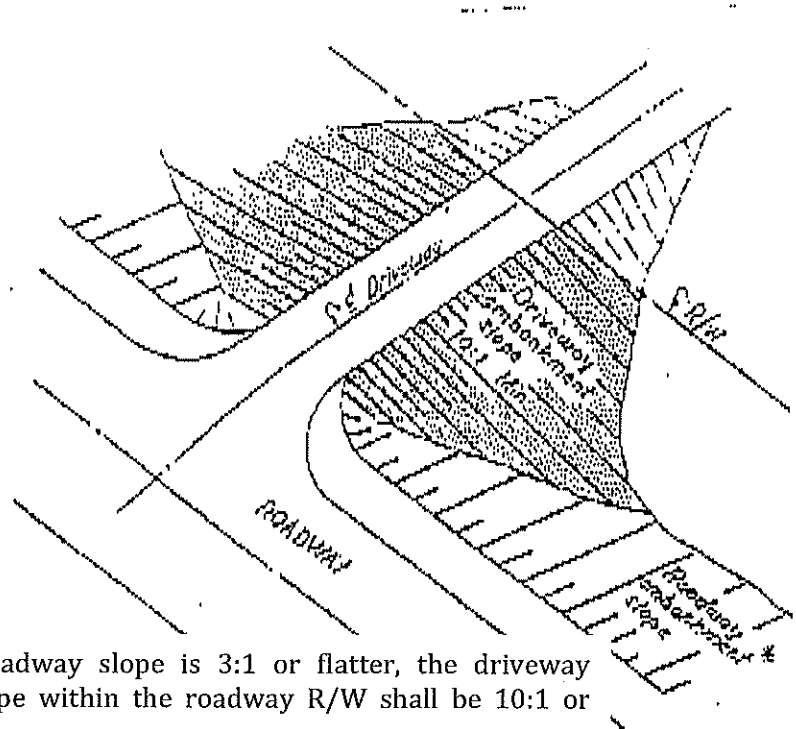 Driveway
R/W
Driveway
embankment
slope
10:1 Min.
ROADWAY
Roadway
embankment *
slope
adway slope is 3:1 or flatter, the driveway
pe within the roadway R/W shall be 10:1 or